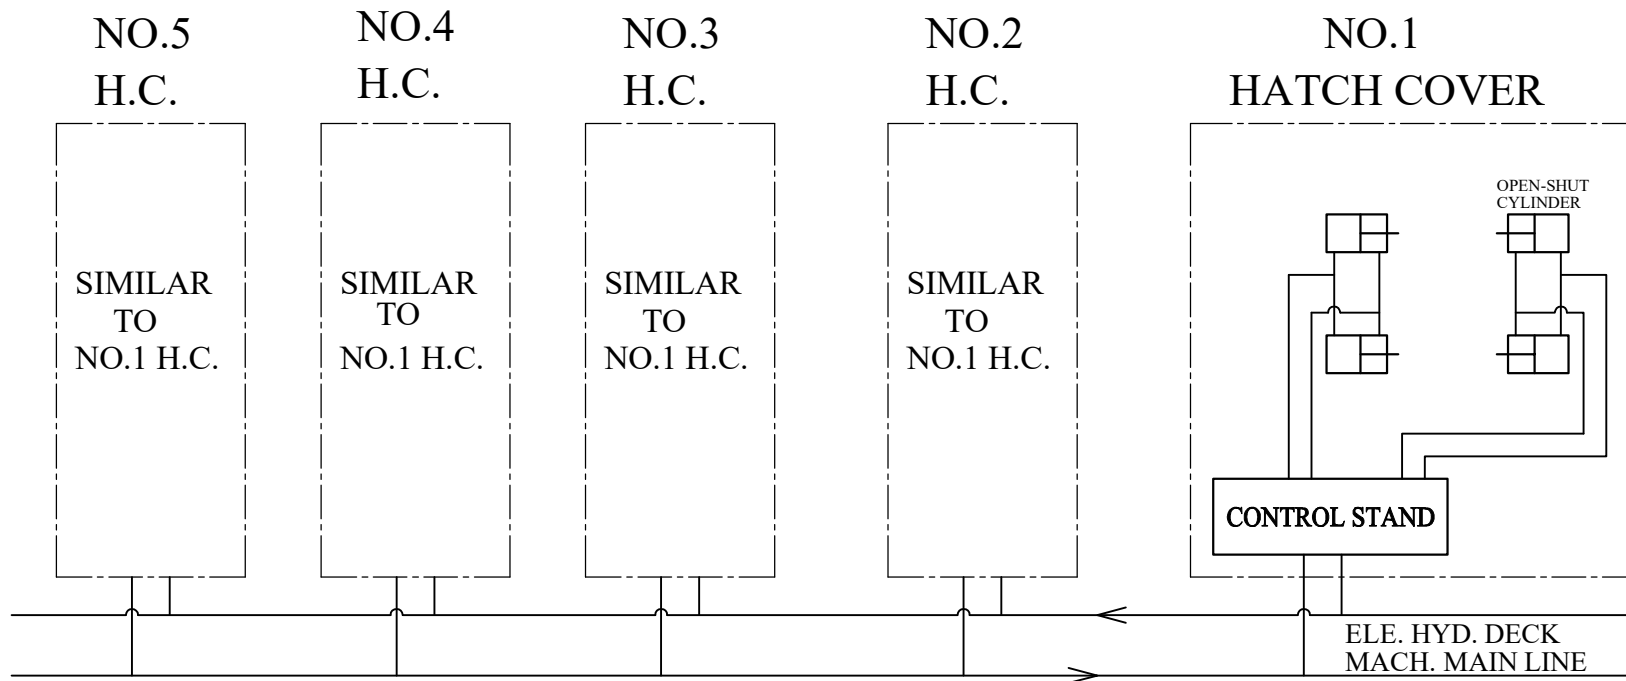 NO.5
H.C.
NO.4
H.C.
NO.3
H.C.
NO.2
H.C.
NO.1
HATCH COVER
SIMILAR
TO
NO.1 H.C.
SIMILAR
TO
NO.1 H.C.
SIMILAR
TO
NO.1 H.C.
SIMILAR
TO
NO.1 H.C.
OPEN-SHUT
CYLINDER
CONTROL STAND
ELE. HYD. DECK
MACH. MAIN LINE